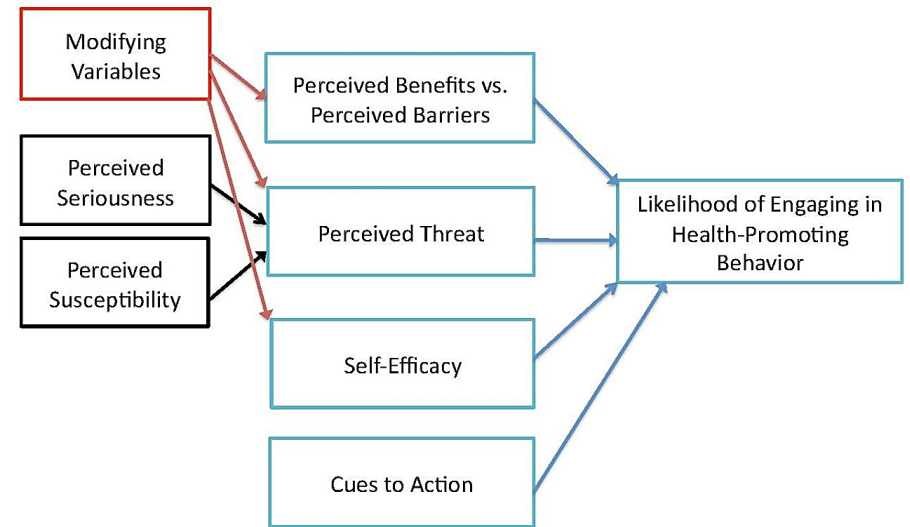 Modifying
Variables
Perceived Benefits vs.
Perceived Barriers
Perceived
Seriousness
Perceived Threat
Likelihood of Engaging in
Health-Promoting
Behavior
Perceived
Susceptibility
Self-Efficacy
Cues to Action